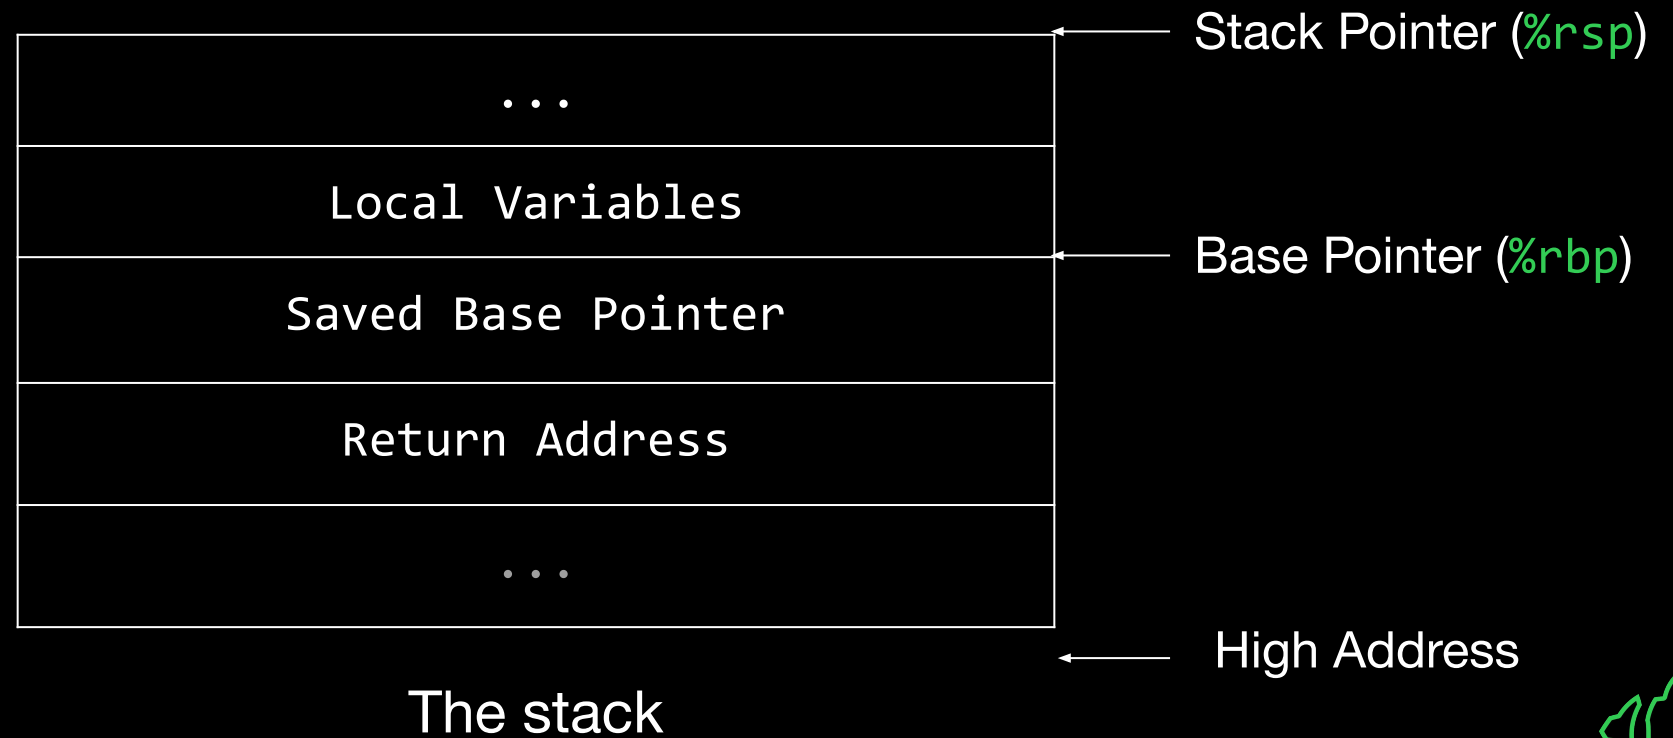 Stack Pointer (%rsp)
...
Local Variables
Base Pointer (%rbp)
Saved Base Pointer
Return Address
...
High Address
The stack